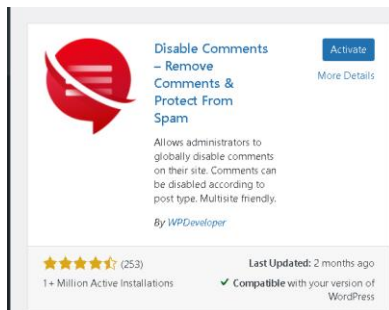 Disable Comments
– Remove
Comments &
Protect From
Spam
Activate
More Details
Allows administrators to
globally disable comments
on their site. Comments can
be disabled according to
post type. Multisite friendly.
By WPDeveloper
(253)
Last Updated: 2 months ago
1+ Million Active Installations
Compatible with your version of
WordPress